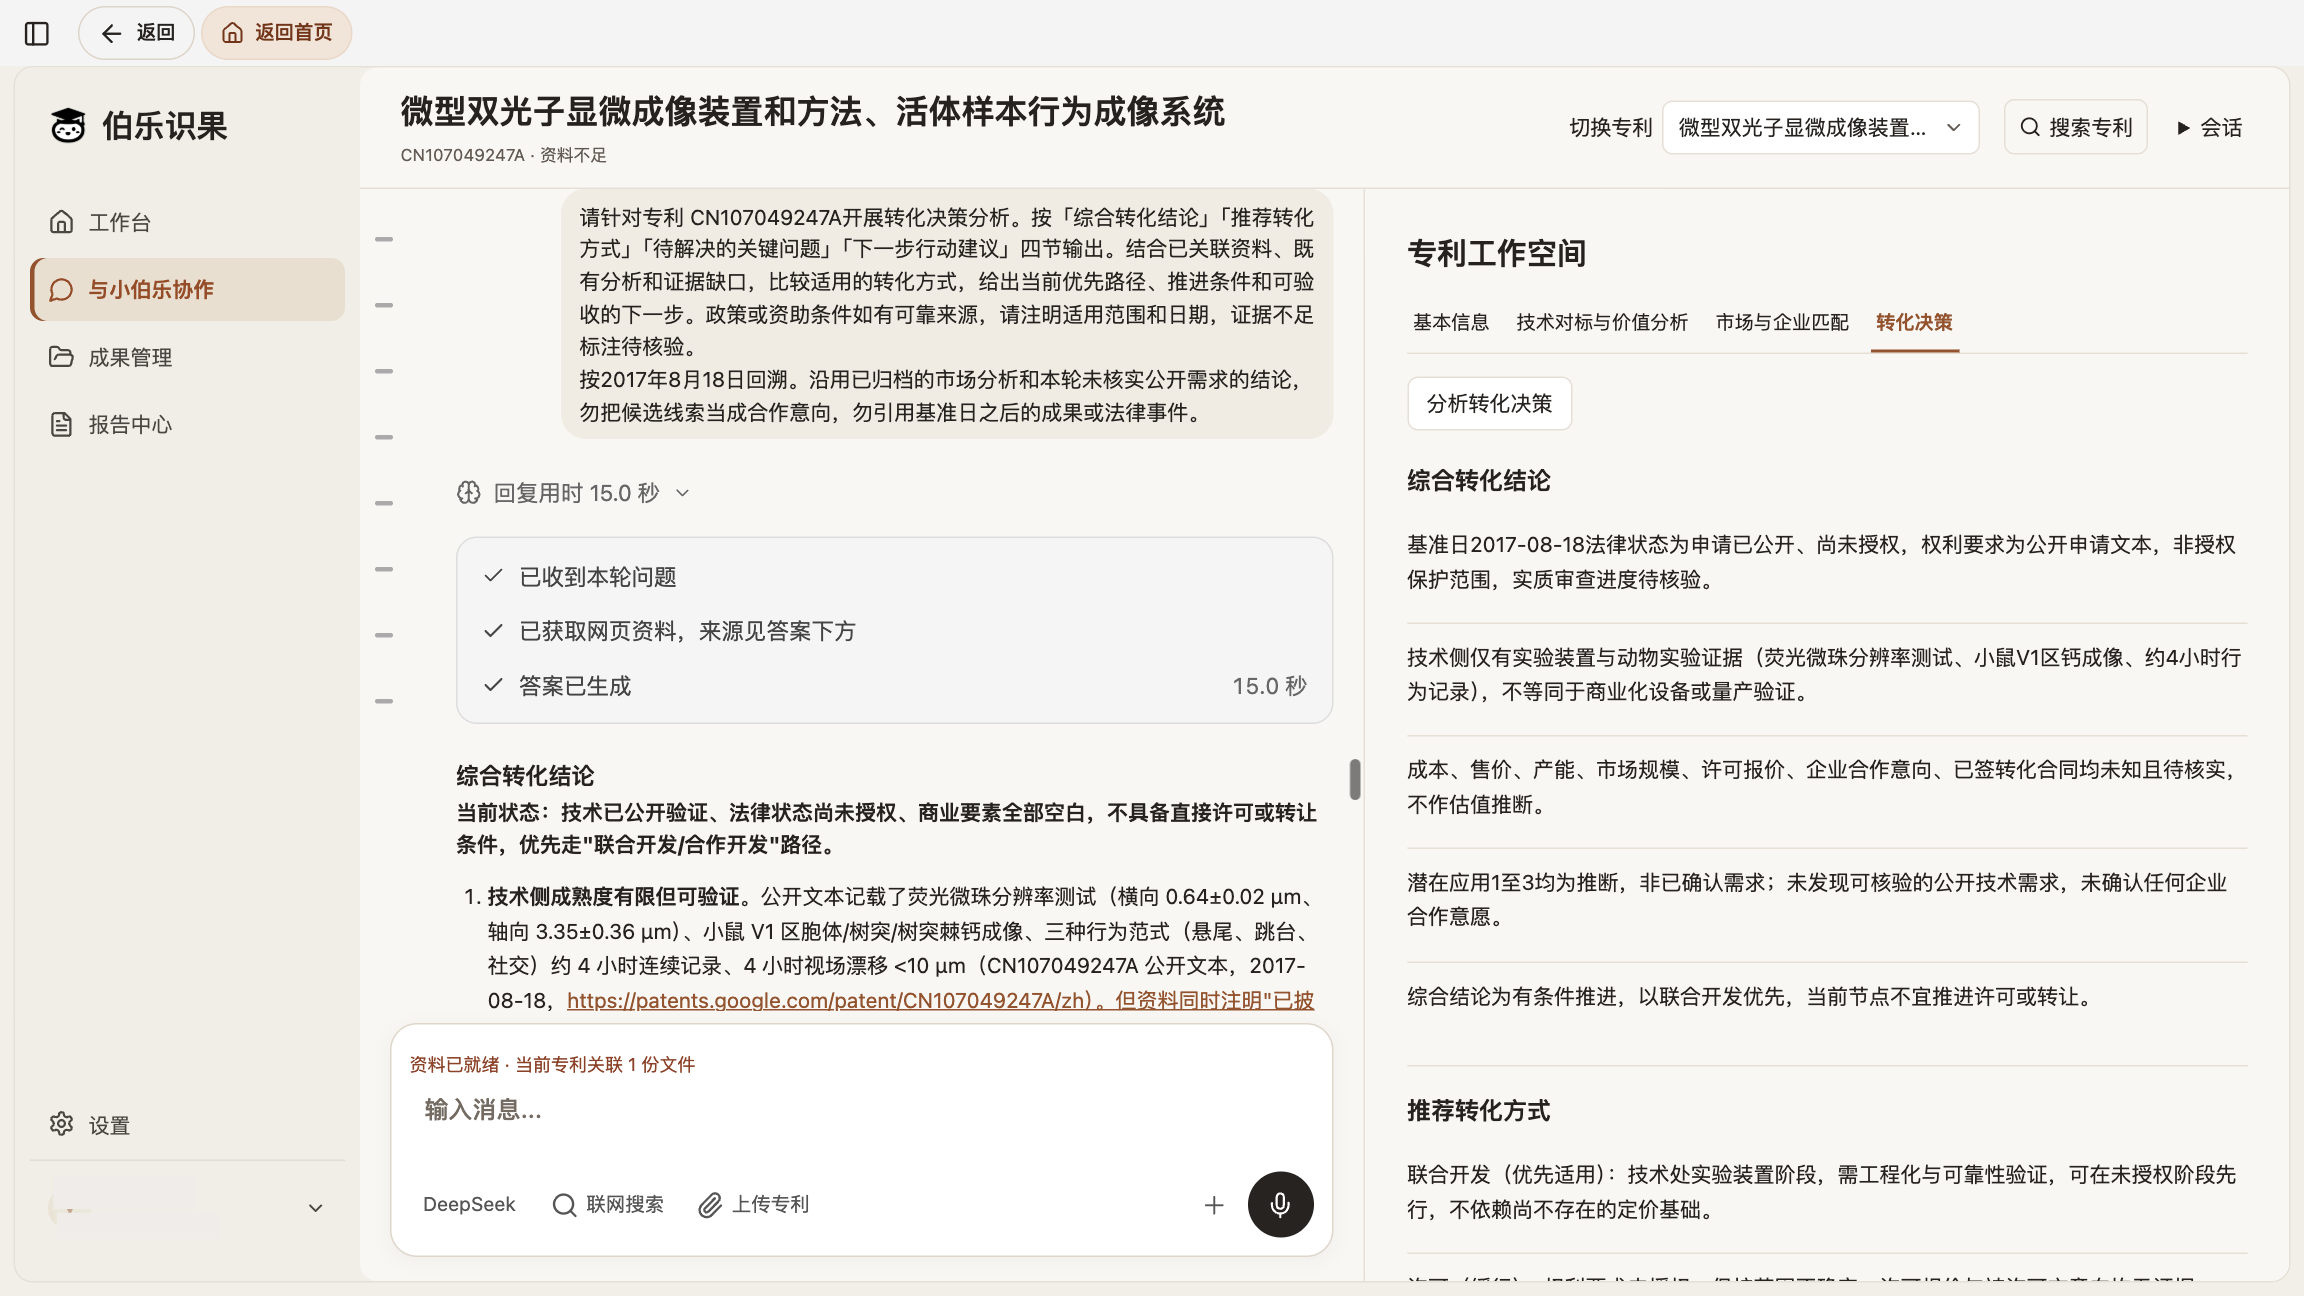 返回
返回首页
伯乐识果
工作台
与小伯乐协作
成果管理
报告中心
设置
微型双光子显微成像装置和方法、活体样本行为成像系统
CN107049247A · 资料不足
切换专利
微型双光子显微成像装置...
搜索专利
会话
请针对专利 CN107049247A开展转化决策分析。按「综合转化结论」「推荐转化
方式」「待解决的关键问题」「下一步行动建议」四节输出。结合已关联资料、既
有分析和证据缺口，比较适用的转化方式，给出当前优先路径、推进条件和可验
收的下一步。政策或资助条件如有可靠来源，请注明适用范围和日期，证据不足
标注待核验。
按2017年8月18日回溯。沿用已归档的市场分析和本轮未核实公开需求的结论，
勿把候选线索当成合作意向，勿引用基准日之后的成果或法律事件。
回复用时 15.0 秒
已收到本轮问题
已获取网页资料，来源见答案下方
答案已生成
15.0 秒
综合转化结论
当前状态：技术已公开验证、法律状态尚未授权、商业要素全部空白，不具备直接许可或转让
条件，优先走"联合开发/合作开发"路径。
1. 技术侧成熟度有限但可验证。公开文本记载了荧光微珠分辨率测试（横向 0.64±0.02 μm、
轴向 3.35±0.36 μm）、小鼠 V1 区胞体/树突/树突棘钙成像、三种行为范式（悬尾、跳台、
社交）约 4 小时连续记录、4 小时视场漂移 <10 μm（CN107049247A 公开文本，2017-
08-18，https://patents.google.com/patent/CN107049247A/zh）。但资料同时注明"已披
资料已就绪 · 当前专利关联 1 份文件
输入消息...
DeepSeek
联网搜索
上传专利
专利工作空间
基本信息
技术对标与价值分析
市场与企业匹配
转化决策
分析转化决策
综合转化结论
基准日2017-08-18法律状态为申请已公开、尚未授权，权利要求为公开申请文本，非授权
保护范围，实质审查进度待核验。
技术侧仅有实验装置与动物实验证据（荧光微珠分辨率测试、小鼠V1区钙成像、约4小时行
为记录），不等同于商业化设备或量产验证。
成本、售价、产能、市场规模、许可报价、企业合作意向、已签转化合同均未知且待核实，
不作估值推断。
潜在应用1至3均为推断，非已确认需求；未发现可核验的公开技术需求，未确认任何企业
合作意愿。
综合结论为有条件推进，以联合开发优先，当前节点不宜推进许可或转让。
推荐转化方式
联合开发（优先适用）：技术处实验装置阶段，需工程化与可靠性验证，可在未授权阶段先
行，不依赖尚不存在的定价基础。